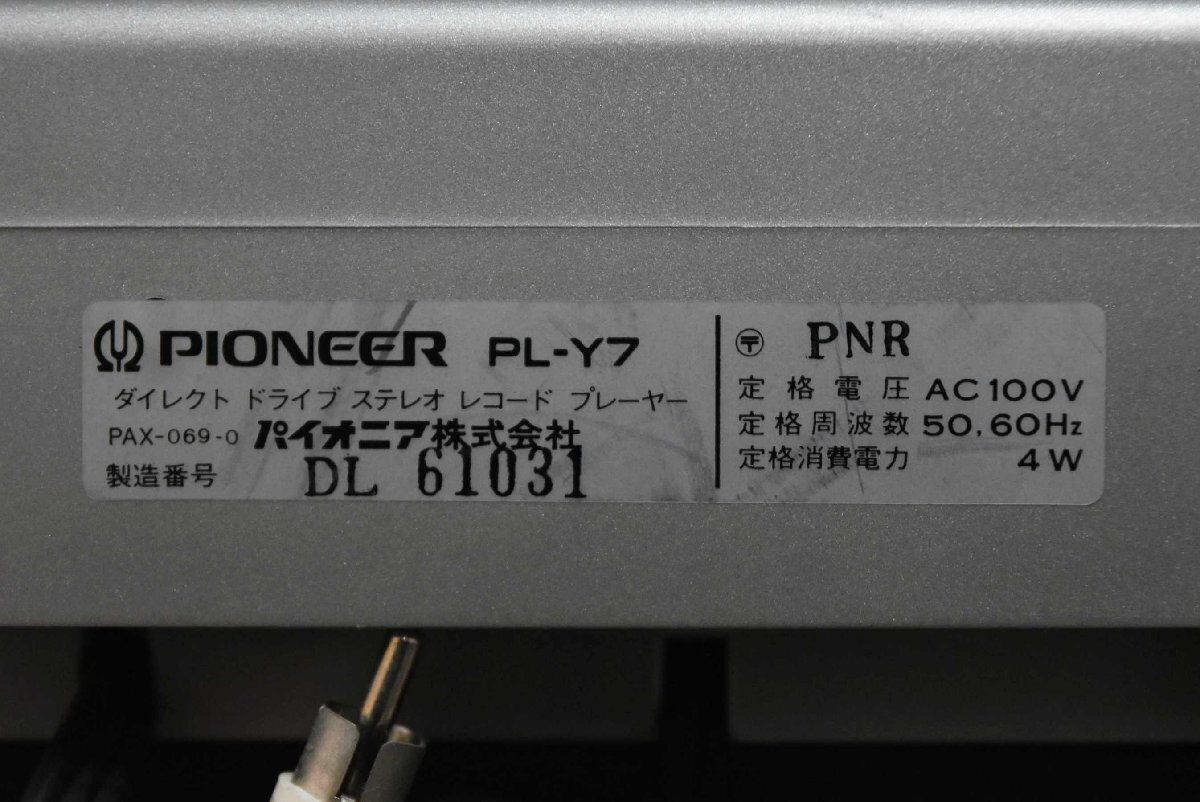 PIONEER PL-Y7
ダイレクト ドライブ ステレオ レコード プレーヤー
PAX-069-0 パイオニア株式会社
製造番号 DL 61031
〶 PNR
定格電圧 AC100V
定格周波数 50,60Hz
定格消費電力 4W